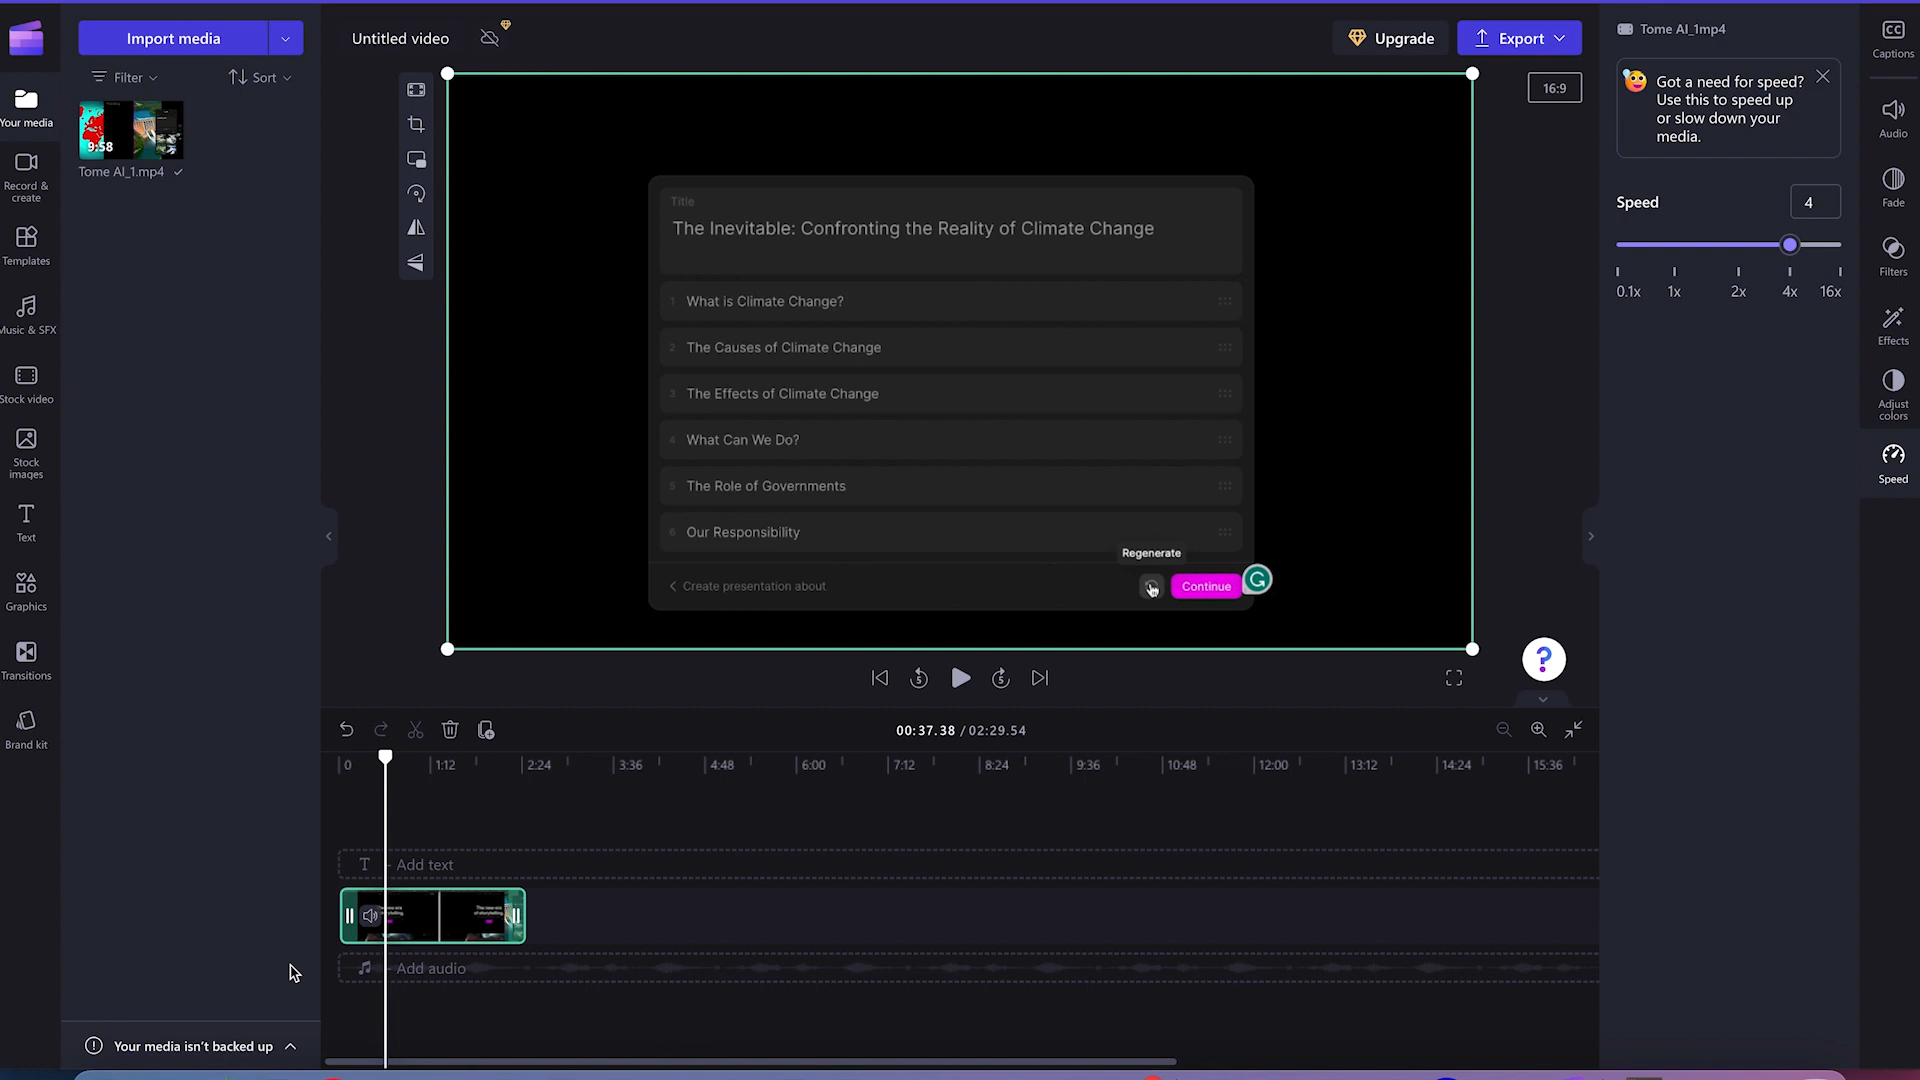 Import media
Untitled video
Upgrade
Export
Tome AI_1mp4
Captions
Filter
Sort
16:9
Got a need for speed?
Use this to speed up
or slow down your
media.
Your media
9:58
Tome AI_1.mp4
Audio
Record &
create
Fade
Speed
4
Templates
Filters
0.1x
1x
2x
4x
16x
Music & SFX
Effects
Stock video
Adjust
colors
Stock
images
Speed
Text
Graphics
Transitions
Brand kit
Title
The Inevitable: Confronting the Reality of Climate Change
1 What is Climate Change?
2 The Causes of Climate Change
3 The Effects of Climate Change
4 What Can We Do?
5 The Role of Governments
6 Our Responsibility
Regenerate
Create presentation about
Continue
G
5
5
?
00:37.38 / 02:29.54
0
1:12
2:24
3:36
4:48
6:00
7:12
8:24
9:36
10:48
12:00
13:12
14:24
15:36
T
Add text
Add audio
Your media isn't backed up